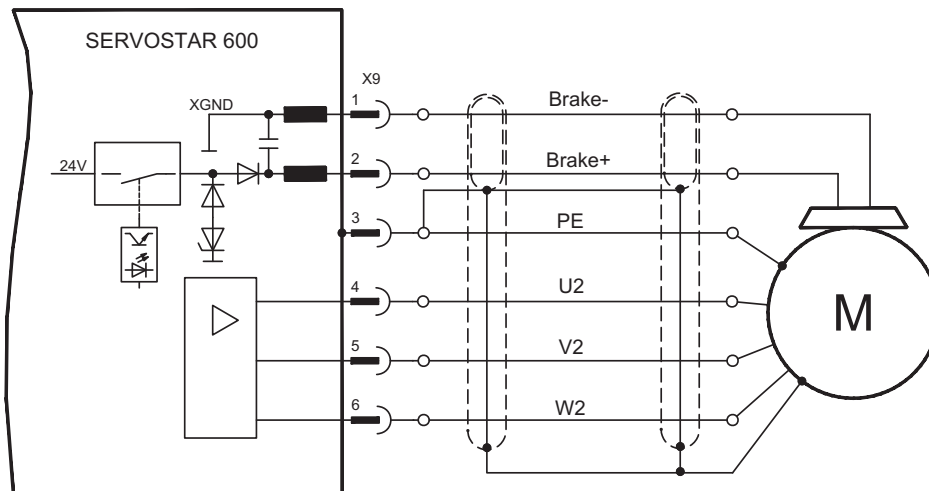 SERVOSTAR 600
X9
XGND
1
Brake-
24V
2
Brake+
3
PE
4
U2
M
5
V2
6
W2